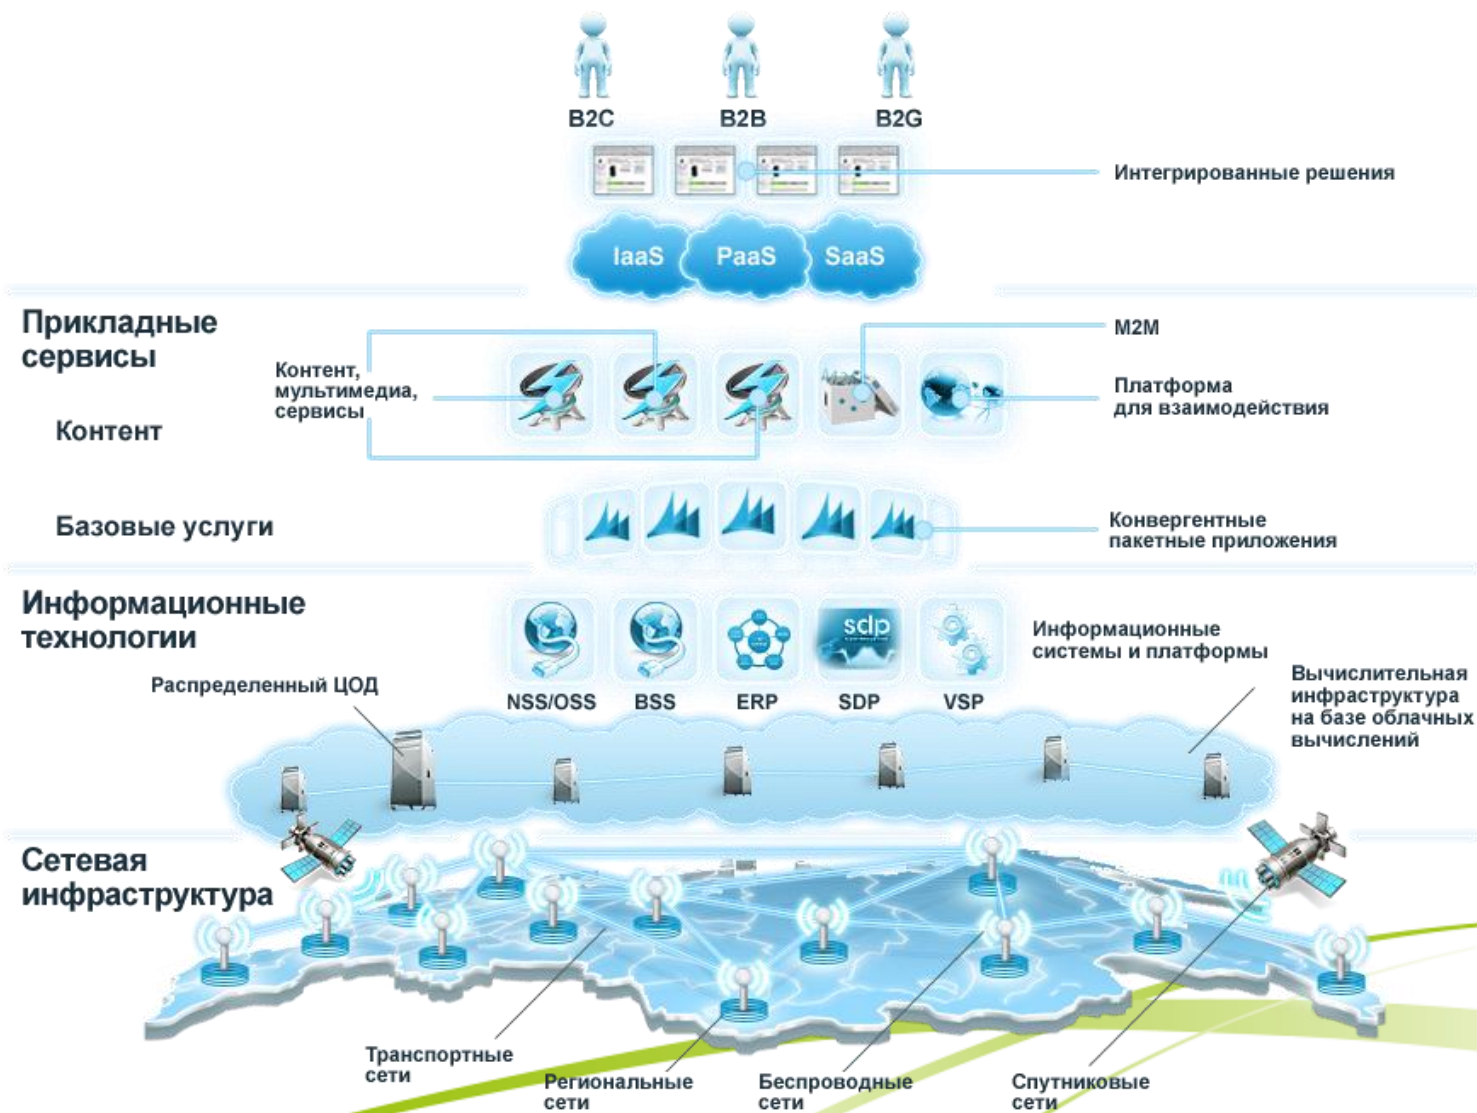 B2C
B2B
B2G
Интегрированные решения
IaaS
PaaS
SaaS
Прикладные
сервисы
M2M
Контент,
мультимедиа,
сервисы
Платформа
для взаимодействия
Контент
Базовые услуги
Конвергентные
пакетные приложения
Информационные
технологии
sdp
Информационные
системы и платформы
Распределенный ЦОД
NSS/OSS
BSS
ERP
SDP
VSP
Вычислительная
инфраструктура
на базе облачных
вычислений
Сетевая
инфраструктура
Транспортные
сети
Региональные
сети
Беспроводные
сети
Спутниковые
сети